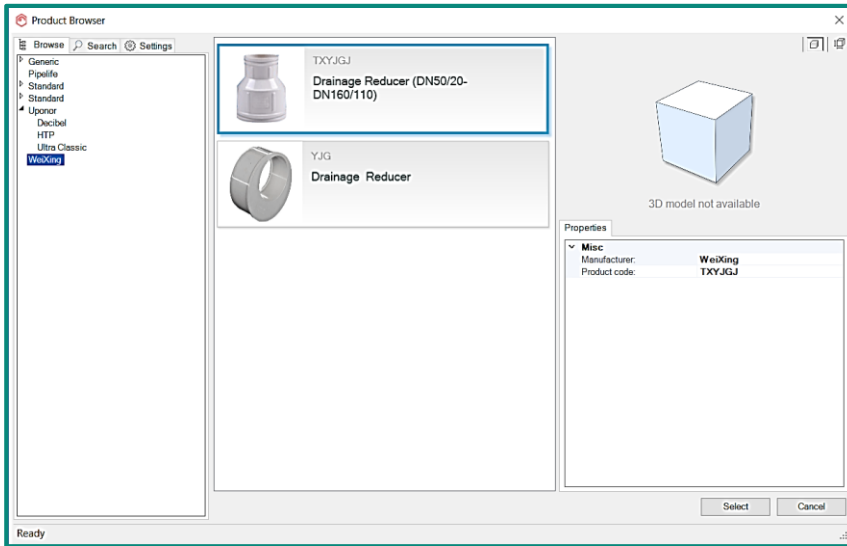 Product Browser
Browse
Search
Settings
Generic
Pipelife
Standard
Standard
Uponor
Decibel
HTP
Ultra Classic
WeiXing
TXYJGJ
Drainage Reducer (DN50/20-
DN160/110)
YJG
Drainage Reducer
3D model not available
Properties
Misc
Manufacturer: WeiXing
Product code: TXYJGJ
Select Cancel
Ready